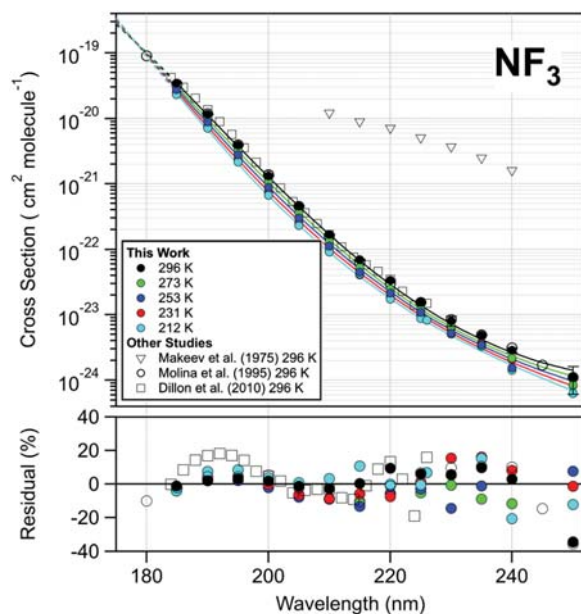 NF3
10-19
10-20
10-21
10-22
10-23
10-24
Cross Section ( cm2 molecule-1)
This Work
296 K
273 K
253 K
231 K
212 K
Other Studies
Makeev et al. (1975) 296 K
Molina et al. (1995) 296 K
Dillon et al. (2010) 296 K
40
20
0
-20
-40
Residual (%)
180 200 220 240
Wavelength (nm)